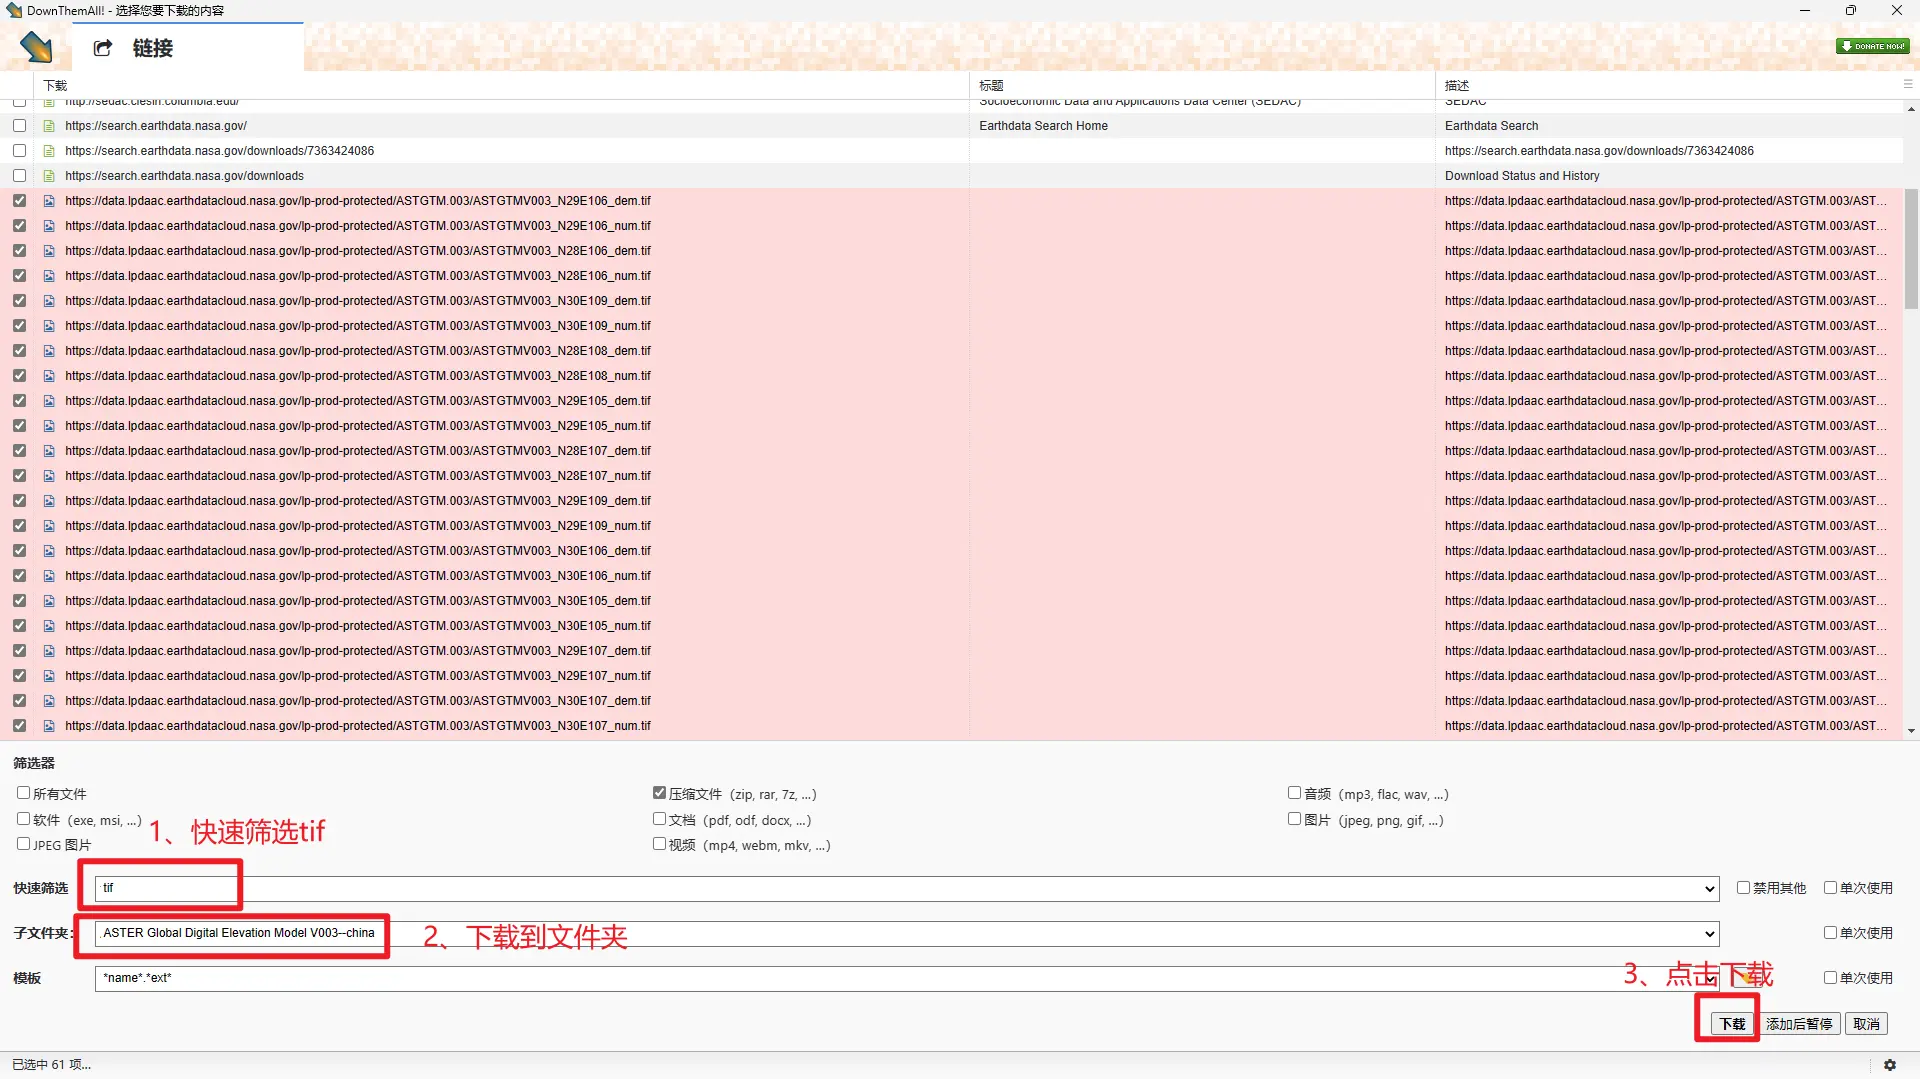 DownThemAll! - 选择您要下载的内容
链接
DONATE NOW!
下载 标题 描述
http://sedac.ciesin.columbia.edu/ Socioeconomic Data and Applications Data Center (SEDAC) SEDAC
https://search.earthdata.nasa.gov/ Earthdata Search Home Earthdata Search
https://search.earthdata.nasa.gov/downloads/7363424086 https://search.earthdata.nasa.gov/downloads/7363424086
https://search.earthdata.nasa.gov/downloads Download Status and History
https://data.lpdaac.earthdatacloud.nasa.gov/lp-prod-protected/ASTGTM.003/ASTGTMV003_N29E106_dem.tif https://data.lpdaac.earthdatacloud.nasa.gov/lp-prod-protected/ASTGTM.003/AST...
https://data.lpdaac.earthdatacloud.nasa.gov/lp-prod-protected/ASTGTM.003/ASTGTMV003_N29E106_num.tif https://data.lpdaac.earthdatacloud.nasa.gov/lp-prod-protected/ASTGTM.003/AST...
https://data.lpdaac.earthdatacloud.nasa.gov/lp-prod-protected/ASTGTM.003/ASTGTMV003_N28E106_dem.tif https://data.lpdaac.earthdatacloud.nasa.gov/lp-prod-protected/ASTGTM.003/AST...
https://data.lpdaac.earthdatacloud.nasa.gov/lp-prod-protected/ASTGTM.003/ASTGTMV003_N28E106_num.tif https://data.lpdaac.earthdatacloud.nasa.gov/lp-prod-protected/ASTGTM.003/AST...
https://data.lpdaac.earthdatacloud.nasa.gov/lp-prod-protected/ASTGTM.003/ASTGTMV003_N30E109_dem.tif https://data.lpdaac.earthdatacloud.nasa.gov/lp-prod-protected/ASTGTM.003/AST...
https://data.lpdaac.earthdatacloud.nasa.gov/lp-prod-protected/ASTGTM.003/ASTGTMV003_N30E109_num.tif https://data.lpdaac.earthdatacloud.nasa.gov/lp-prod-protected/ASTGTM.003/AST...
https://data.lpdaac.earthdatacloud.nasa.gov/lp-prod-protected/ASTGTM.003/ASTGTMV003_N28E108_dem.tif https://data.lpdaac.earthdatacloud.nasa.gov/lp-prod-protected/ASTGTM.003/AST...
https://data.lpdaac.earthdatacloud.nasa.gov/lp-prod-protected/ASTGTM.003/ASTGTMV003_N28E108_num.tif https://data.lpdaac.earthdatacloud.nasa.gov/lp-prod-protected/ASTGTM.003/AST...
https://data.lpdaac.earthdatacloud.nasa.gov/lp-prod-protected/ASTGTM.003/ASTGTMV003_N29E105_dem.tif https://data.lpdaac.earthdatacloud.nasa.gov/lp-prod-protected/ASTGTM.003/AST...
https://data.lpdaac.earthdatacloud.nasa.gov/lp-prod-protected/ASTGTM.003/ASTGTMV003_N29E105_num.tif https://data.lpdaac.earthdatacloud.nasa.gov/lp-prod-protected/ASTGTM.003/AST...
https://data.lpdaac.earthdatacloud.nasa.gov/lp-prod-protected/ASTGTM.003/ASTGTMV003_N28E107_dem.tif https://data.lpdaac.earthdatacloud.nasa.gov/lp-prod-protected/ASTGTM.003/AST...
https://data.lpdaac.earthdatacloud.nasa.gov/lp-prod-protected/ASTGTM.003/ASTGTMV003_N28E107_num.tif https://data.lpdaac.earthdatacloud.nasa.gov/lp-prod-protected/ASTGTM.003/AST...
https://data.lpdaac.earthdatacloud.nasa.gov/lp-prod-protected/ASTGTM.003/ASTGTMV003_N29E109_dem.tif https://data.lpdaac.earthdatacloud.nasa.gov/lp-prod-protected/ASTGTM.003/AST...
https://data.lpdaac.earthdatacloud.nasa.gov/lp-prod-protected/ASTGTM.003/ASTGTMV003_N29E109_num.tif https://data.lpdaac.earthdatacloud.nasa.gov/lp-prod-protected/ASTGTM.003/AST...
https://data.lpdaac.earthdatacloud.nasa.gov/lp-prod-protected/ASTGTM.003/ASTGTMV003_N30E106_dem.tif https://data.lpdaac.earthdatacloud.nasa.gov/lp-prod-protected/ASTGTM.003/AST...
https://data.lpdaac.earthdatacloud.nasa.gov/lp-prod-protected/ASTGTM.003/ASTGTMV003_N30E106_num.tif https://data.lpdaac.earthdatacloud.nasa.gov/lp-prod-protected/ASTGTM.003/AST...
https://data.lpdaac.earthdatacloud.nasa.gov/lp-prod-protected/ASTGTM.003/ASTGTMV003_N30E105_dem.tif https://data.lpdaac.earthdatacloud.nasa.gov/lp-prod-protected/ASTGTM.003/AST...
https://data.lpdaac.earthdatacloud.nasa.gov/lp-prod-protected/ASTGTM.003/ASTGTMV003_N30E105_num.tif https://data.lpdaac.earthdatacloud.nasa.gov/lp-prod-protected/ASTGTM.003/AST...
https://data.lpdaac.earthdatacloud.nasa.gov/lp-prod-protected/ASTGTM.003/ASTGTMV003_N29E107_dem.tif https://data.lpdaac.earthdatacloud.nasa.gov/lp-prod-protected/ASTGTM.003/AST...
https://data.lpdaac.earthdatacloud.nasa.gov/lp-prod-protected/ASTGTM.003/ASTGTMV003_N29E107_num.tif https://data.lpdaac.earthdatacloud.nasa.gov/lp-prod-protected/ASTGTM.003/AST...
https://data.lpdaac.earthdatacloud.nasa.gov/lp-prod-protected/ASTGTM.003/ASTGTMV003_N30E107_dem.tif https://data.lpdaac.earthdatacloud.nasa.gov/lp-prod-protected/ASTGTM.003/AST...
https://data.lpdaac.earthdatacloud.nasa.gov/lp-prod-protected/ASTGTM.003/ASTGTMV003_N30E107_num.tif https://data.lpdaac.earthdatacloud.nasa.gov/lp-prod-protected/ASTGTM.003/AST...
筛选器
所有文件 压缩文件（zip, rar, 7z, ...） 音频（mp3, flac, wav, ...）
软件（exe, msi, ...） 文档（pdf, odf, docx, ...） 图片（jpeg, png, gif, ...）
1、快速筛选tif
JPEG 图片 视频（mp4, webm, mkv, ...）
快速筛选 tif 禁用其他 单次使用
子文件夹: ASTER Global Digital Elevation Model V003--china 2、下载到文件夹 单次使用
模板 *name*.*ext* 3、点击下载 单次使用
下载 添加后暂停 取消
已选中 61 项...